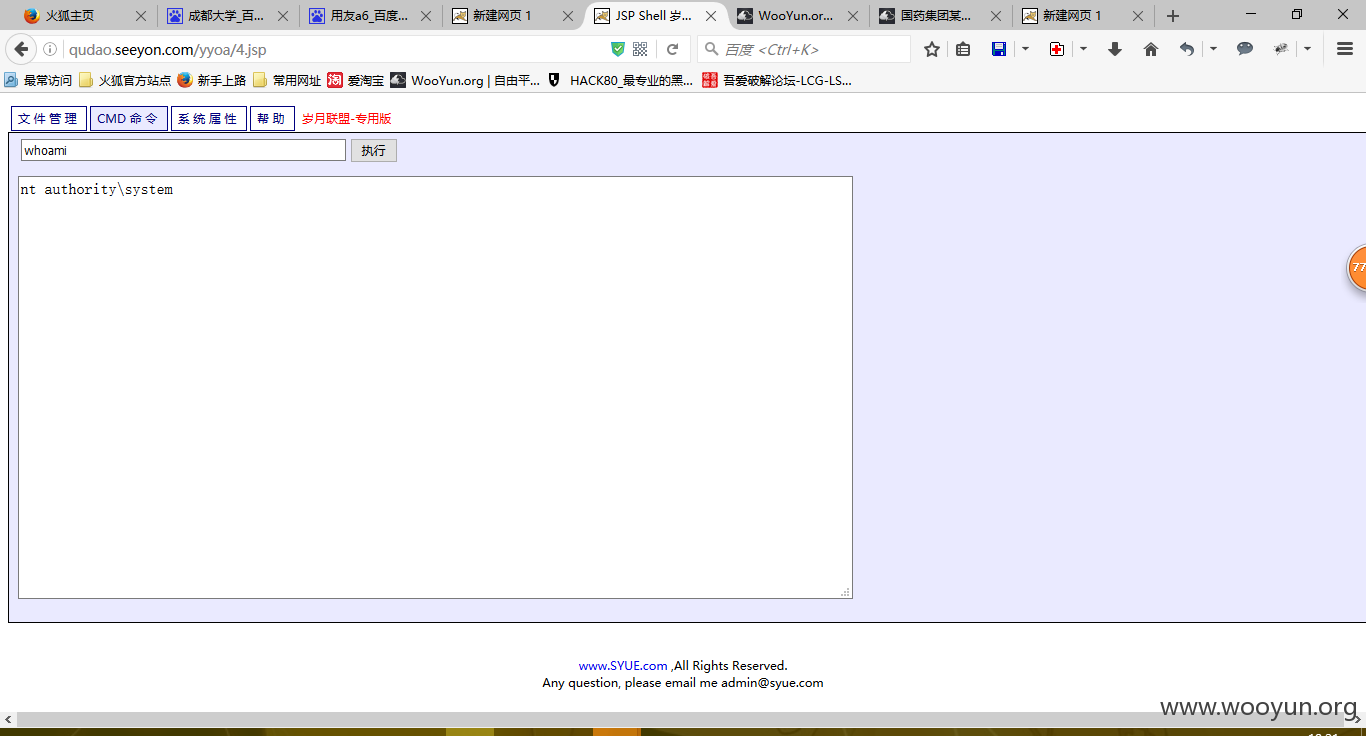 火狐主页
成都大学_百...
用友a6_百度...
新建网页 1
JSP Shell 岁...
WooYun.or...
国药集团某...
新建网页 1
qudao.seeyon.com/yyoa/4.jsp
百度 <Ctrl+K>
最常访问
火狐官方站点
新手上路
常用网址
淘
爱淘宝
WooYun.org | 自由平...
HACK80_最专业的黑...
吾爱破解论坛-LCG-LS...
文件管理
CMD 命令
系统属性
帮助
岁月联盟-专用版
whoami
执行
nt authority\system
77
www.SYUE.com ,All Rights Reserved.
Any question, please email me admin@syue.com
www.wooyun.org